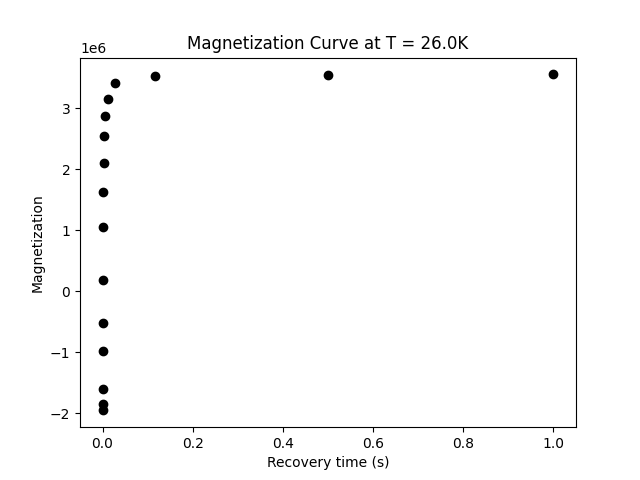 Magnetization Curve at T = 26.0K
1e6
3
2
1
0
−1
−2
Magnetization
0.0 0.2 0.4 0.6 0.8 1.0
Recovery time (s)